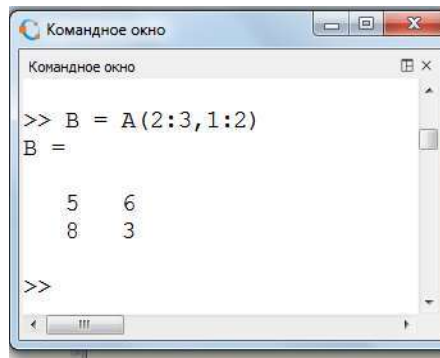 Командное окно
Командное окно
>> B = A(2:3,1:2)
B =
5 6
8 3
>>